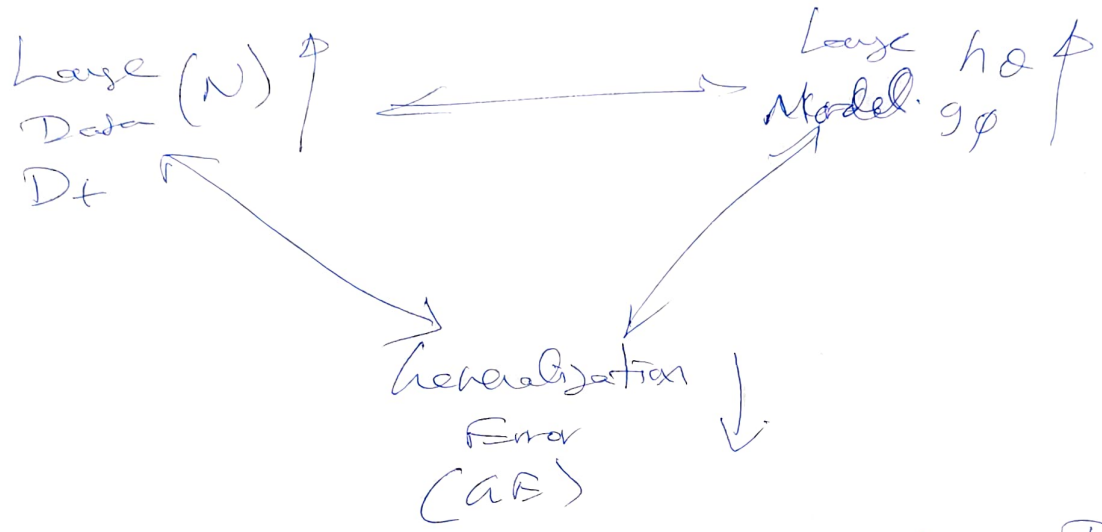 Large (N) ↑
Data
Dt
Large hθ ↑
Model. gφ
Generalization ↓
Error
(GE)